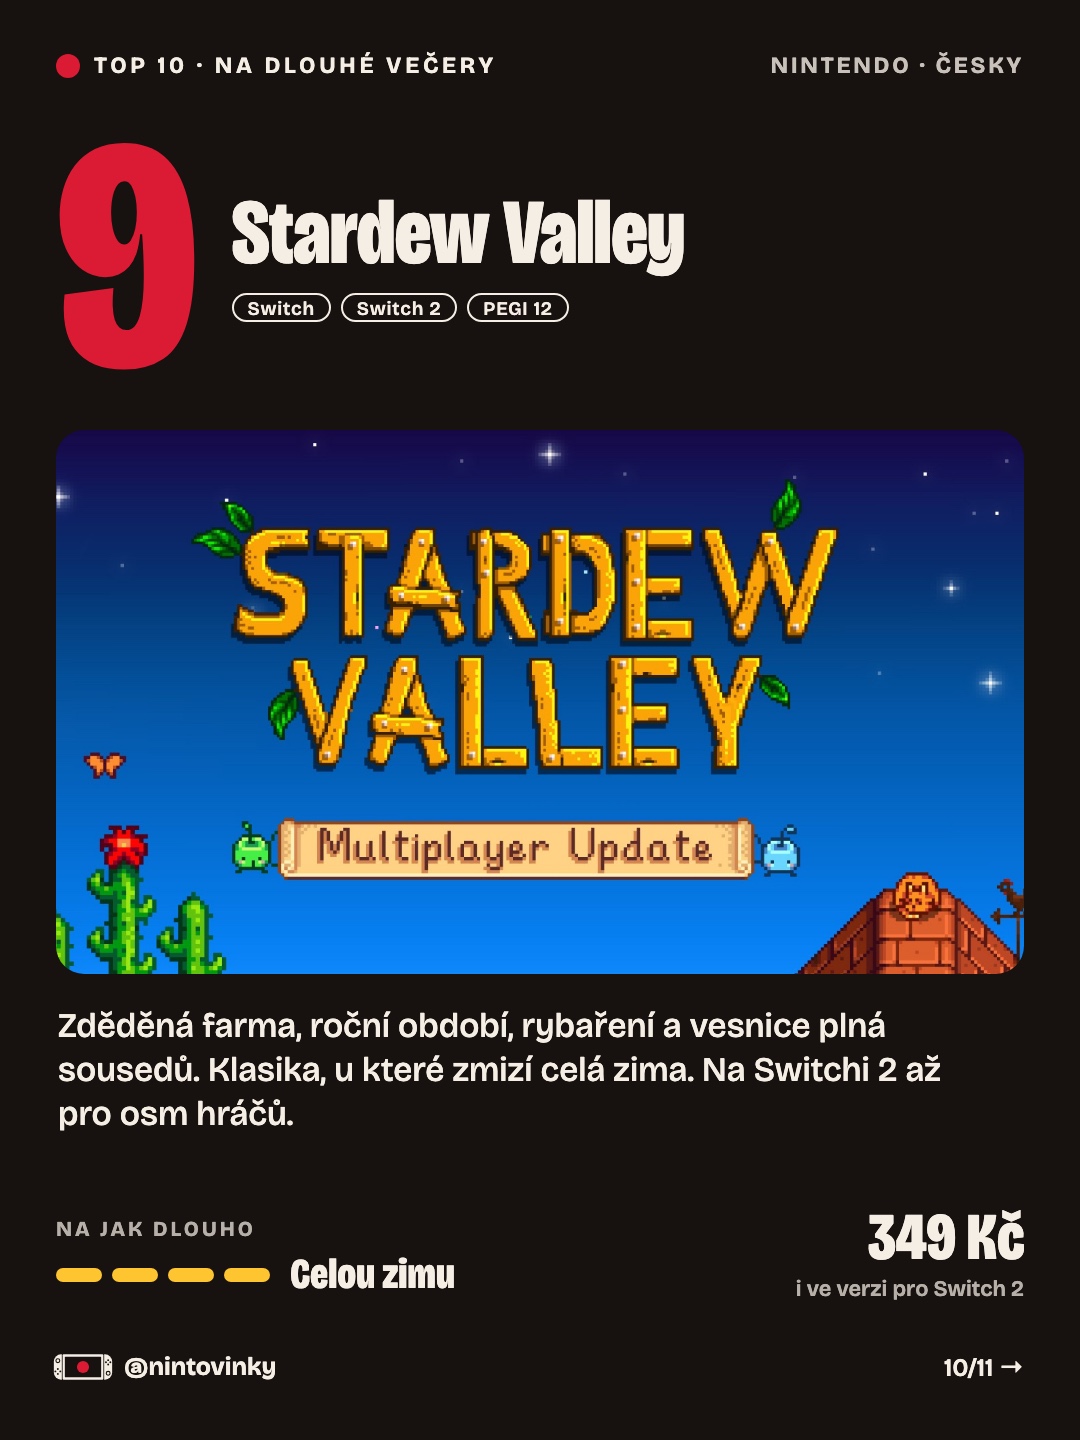 TOP 10 · NA DLOUHÉ VEČERY
NINTENDO · ČESKY
9
Stardew Valley
Switch
Switch 2
PEGI 12
STARDEW
VALLEY
Multiplayer Update
Zděděná farma, roční období, rybaření a vesnice plná
sousedů. Klasika, u které zmizí celá zima. Na Switchi 2 až
pro osm hráčů.
NA JAK DLOUHO
Celou zimu
349 Kč
i ve verzi pro Switch 2
@nintovinky
10/11 →